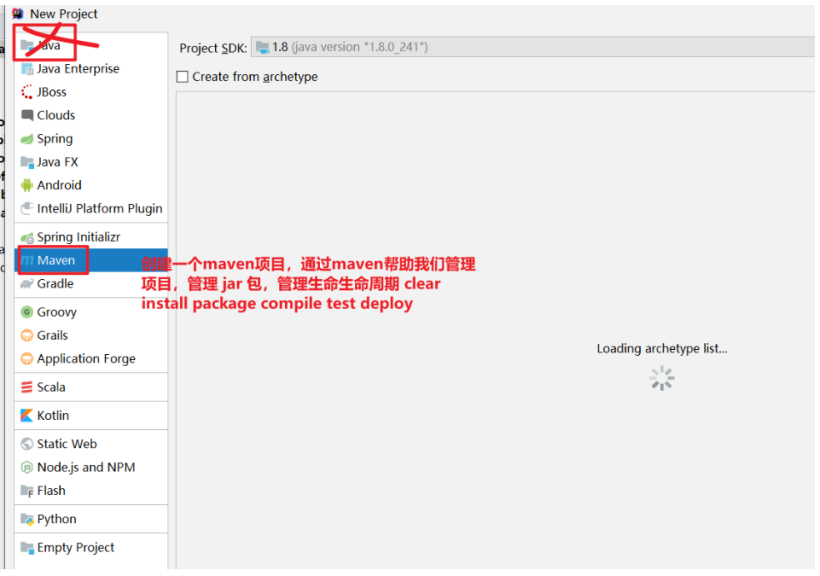 New Project
Java
Project SDK: 1.8 (java version "1.8.0_241")
Java Enterprise
Create from archetype
JBoss
Clouds
Spring
Java FX
Android
IntelliJ Platform Plugin
Spring Initializr
Maven
创建一个maven项目，通过maven帮助我们管理
项目，管理 jar 包，管理生命生命周期 clear
install package compile test deploy
Gradle
Groovy
Grails
Application Forge
Loading archetype list...
Scala
Kotlin
Static Web
Node.js and NPM
Flash
Python
Empty Project